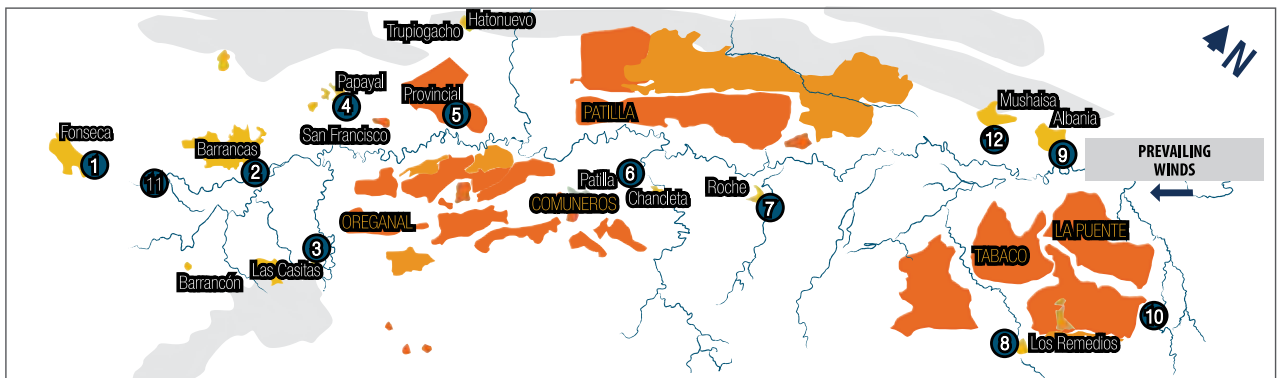 Hatonuevo
Trupiogacho
N
Papayal
4
Provincial
5
San Francisco
PATILLA
Mushaisa
12
Albania
9
Fonseca
1
Barrancas
2
11
PREVAILING
WINDS
Patilla
6
COMUNEROS
Chancleta
Roche
7
OREGANAL
3
Las Casitas
Barrancón
LA PUENTE
TABACO
10
8
Los Remedios